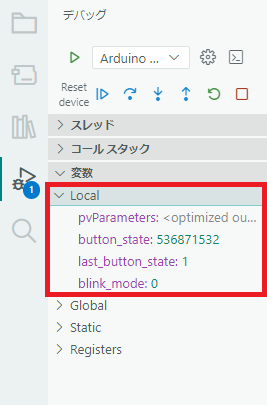 デバッグ
Arduino ...
Reset
device
スレッド
コール スタック
1
変数
Local
pvParameters: <optimized ou...
button_state: 536871532
last_button_state: 1
blink_mode: 0
Global
Static
Registers